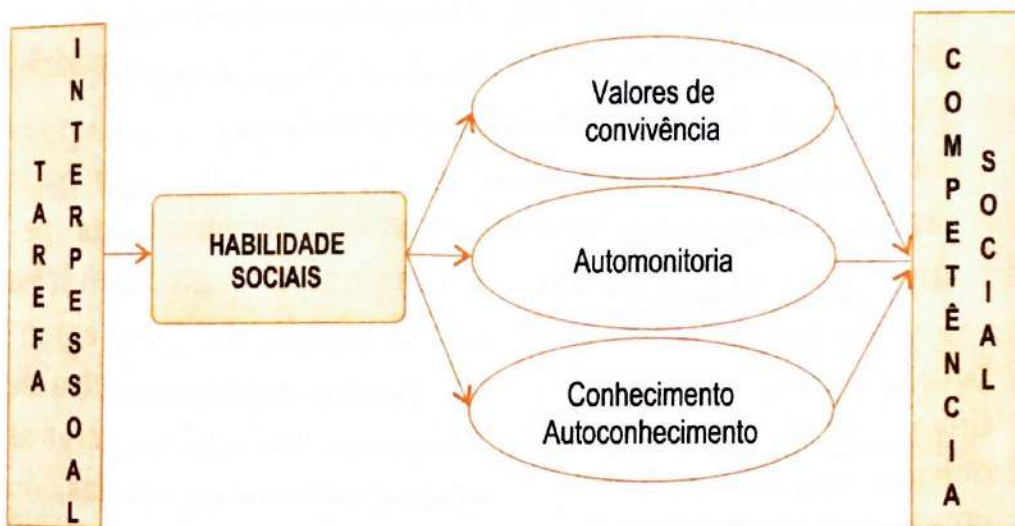 TAREFA
INTERPESSOAL
HABILIDADE
SOCIAIS
Valores de
convivência
Automonitoria
Conhecimento
Autoconhecimento
COMPETÊNCIA
SOCIAL